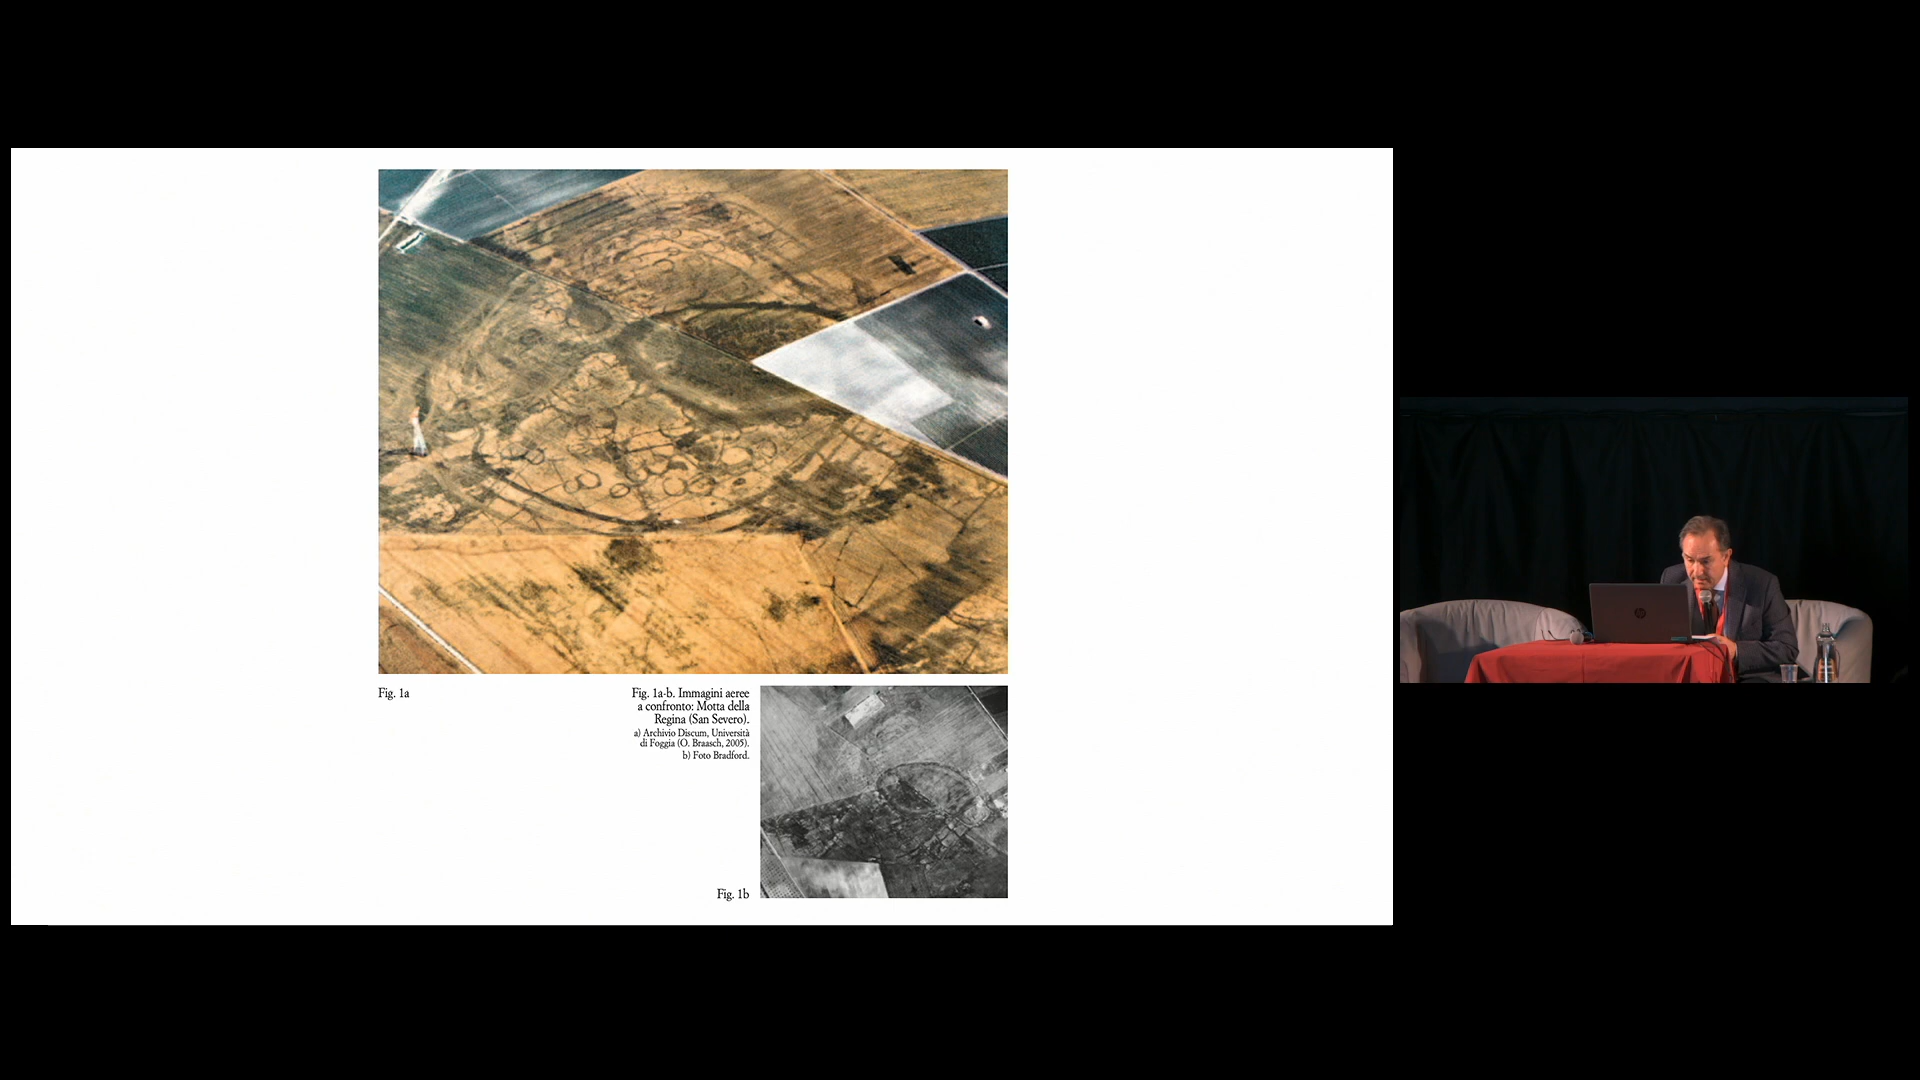 Fig. 1a
Fig. 1a-b. Immagini aeree
a confronto: Motta della
Regina (San Severo).
a) Archivio Discum, Università
di Foggia (O. Braasch, 2005).
b) Foto Bradford.
Fig. 1b
hp